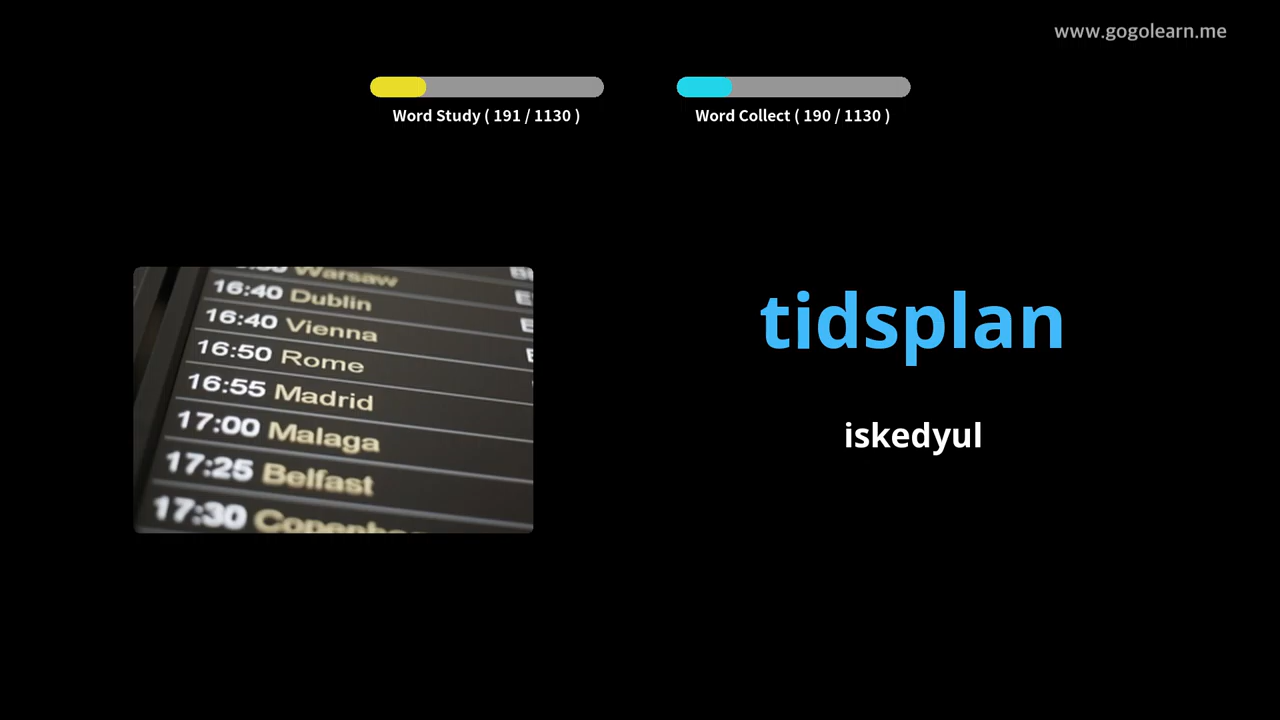 www.gogolearn.me
Word Study ( 191 / 1130 )
Word Collect ( 190 / 1130 )
Warsaw
16:40 Dublin
16:40 Vienna
16:50 Rome
16:55 Madrid
17:00 Malaga
17:25 Belfast
17:30
tidsplan
iskedyul